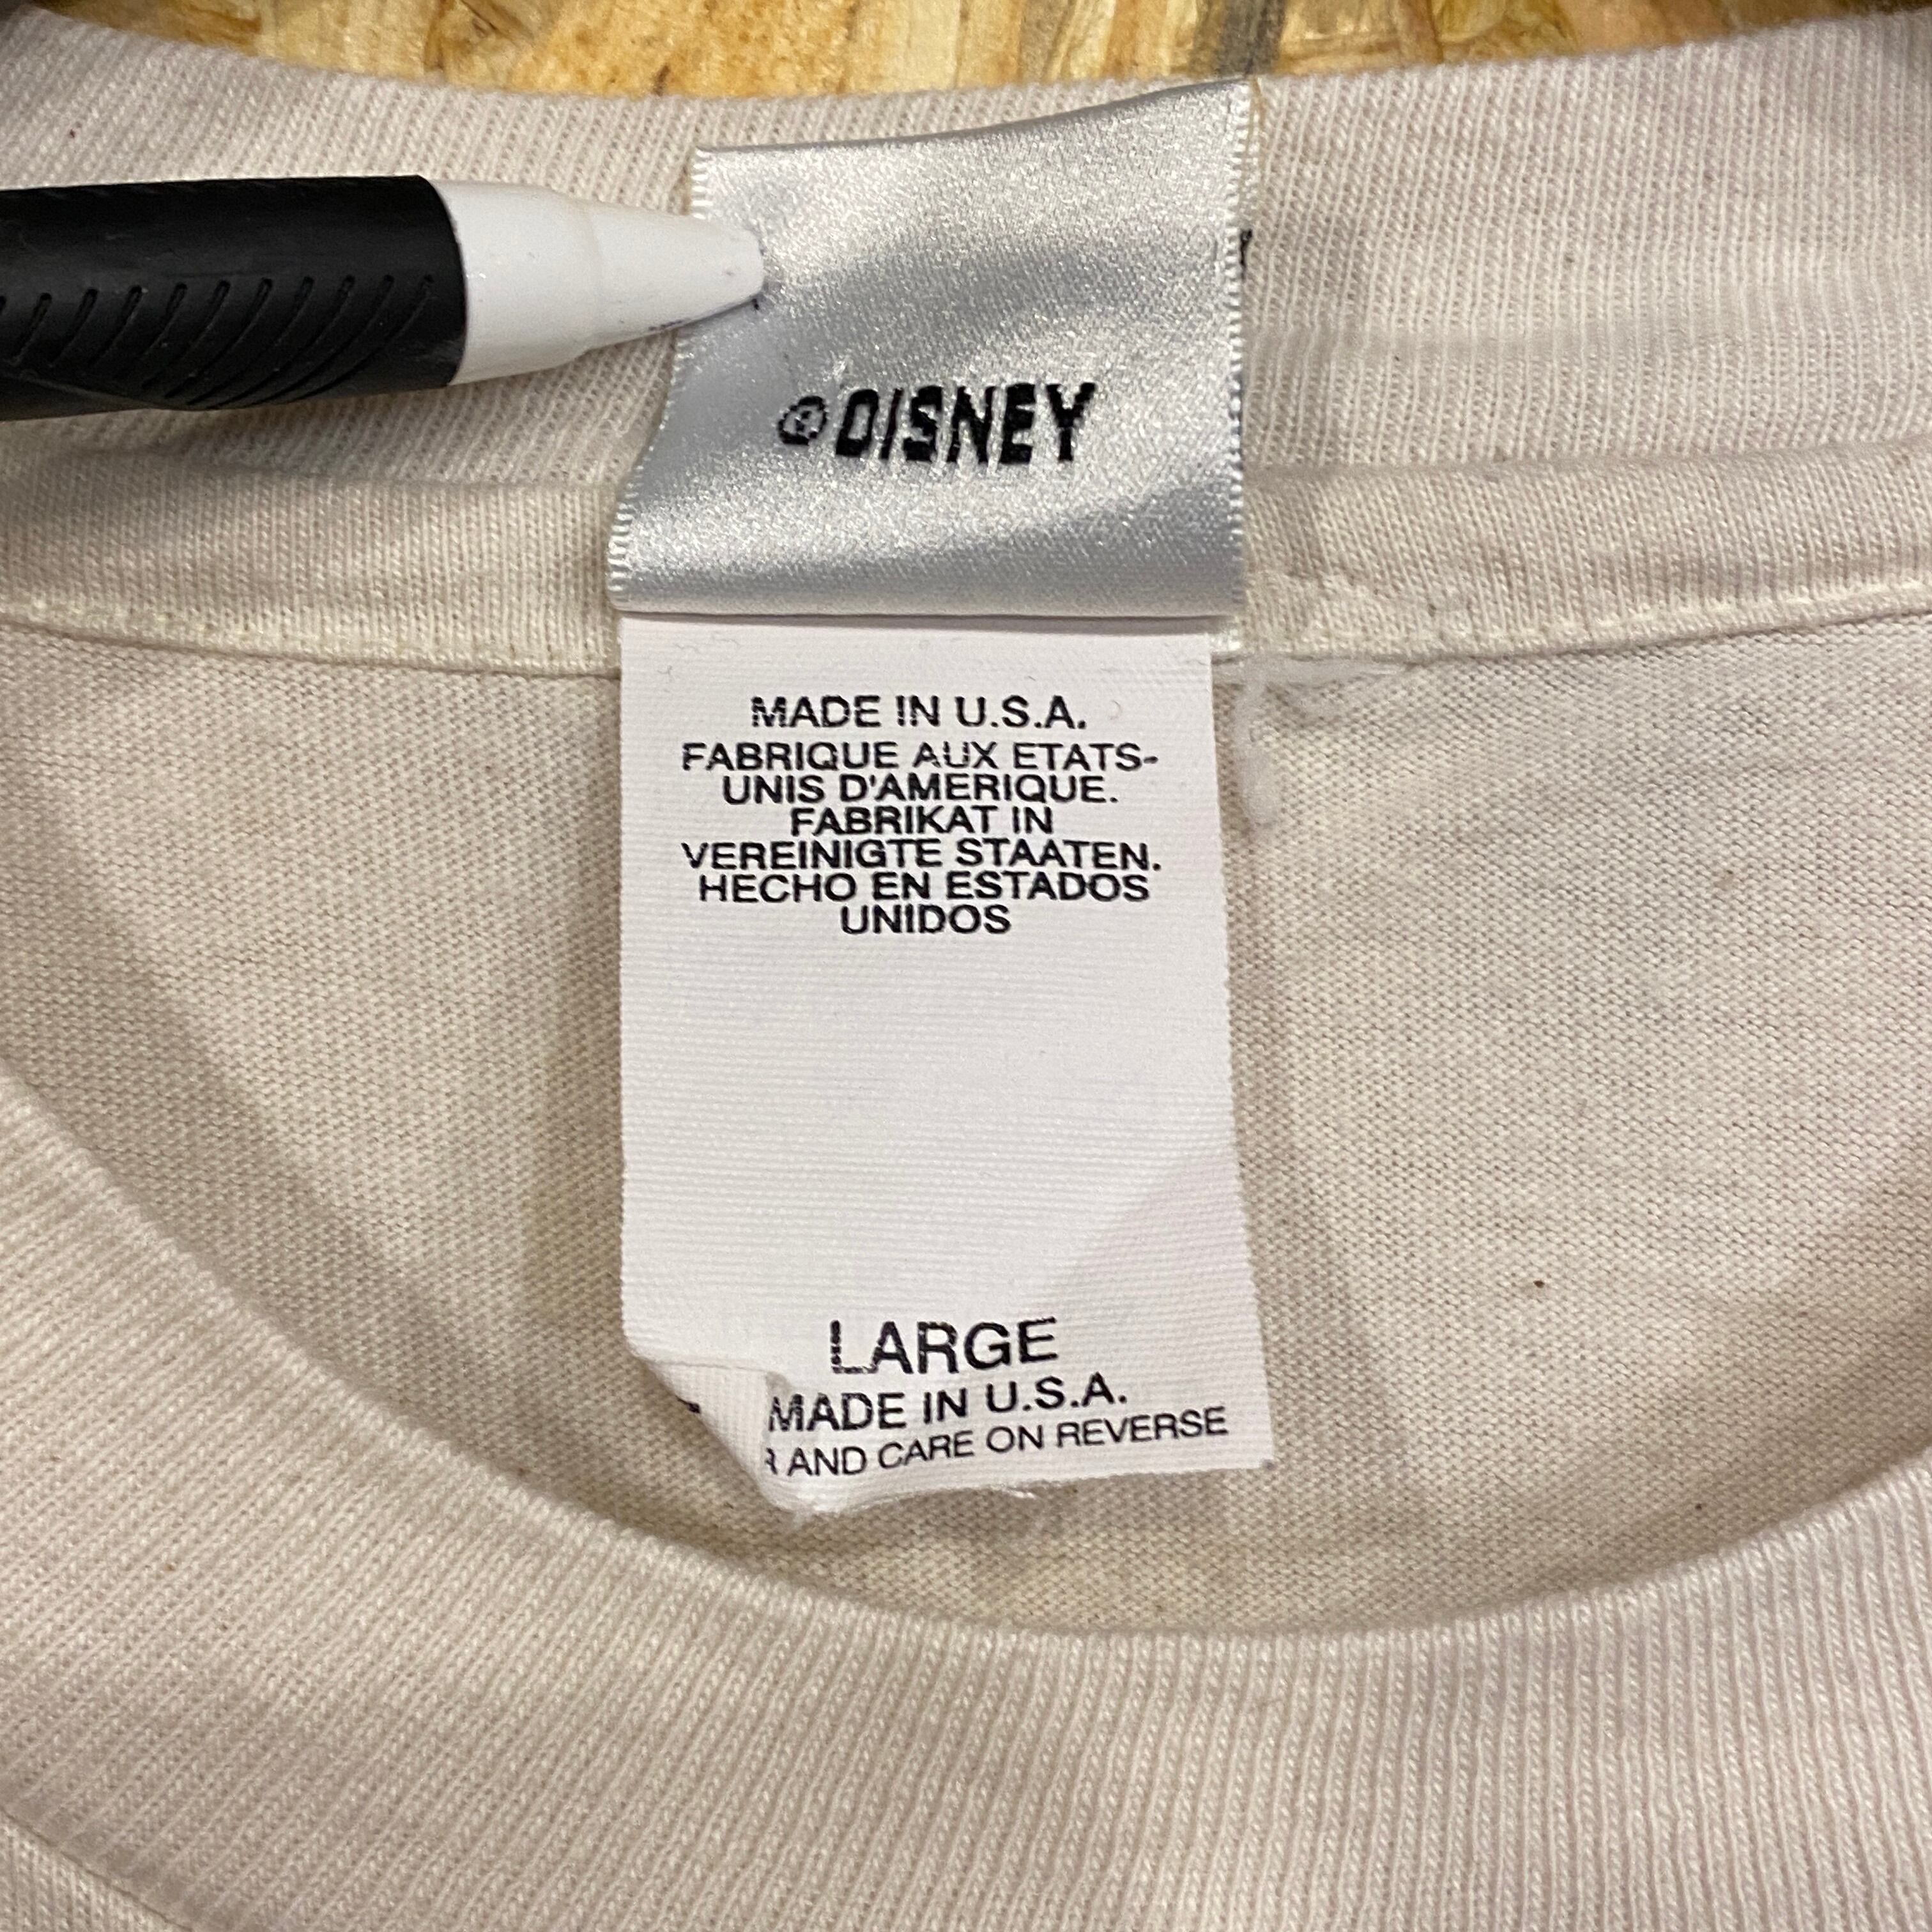 © DISNEY
MADE IN U.S.A.
FABRIQUE AUX ETATS-
UNIS D'AMERIQUE.
FABRIKAT IN
VEREINIGTE STAATEN.
HECHO EN ESTADOS
UNIDOS
LARGE
MADE IN U.S.A.
AND CARE ON REVERSE